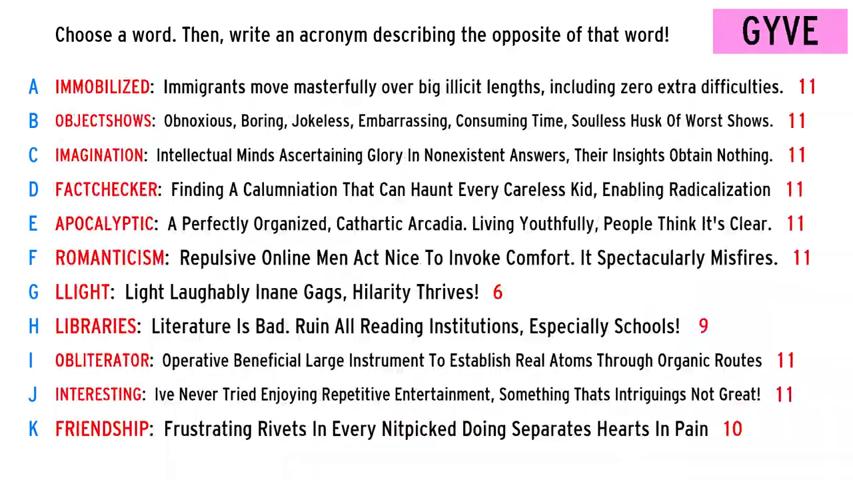 Choose a word. Then, write an acronym describing the opposite of that word!
GYVE
A IMMOBILIZED: Immigrants move masterfully over big illicit lengths, including zero extra difficulties. 11
B OBJECTSHOWS: Obnoxious, Boring, Jokeless, Embarrassing, Consuming Time, Soulless Husk Of Worst Shows. 11
C IMAGINATION: Intellectual Minds Ascertaining Glory In Nonexistent Answers, Their Insights Obtain Nothing. 11
D FACTCHECKER: Finding A Calumniation That Can Haunt Every Careless Kid, Enabling Radicalization 11
E APOCALYPTIC: A Perfectly Organized, Cathartic Arcadia. Living Youthfully, People Think It's Clear. 11
F ROMANTICISM: Repulsive Online Men Act Nice To Invoke Comfort. It Spectacularly Misfires. 11
G LLIGHT: Light Laughably Inane Gags, Hilarity Thrives! 6
H LIBRARIES: Literature Is Bad. Ruin All Reading Institutions, Especially Schools! 9
I OBLITERATOR: Operative Beneficial Large Instrument To Establish Real Atoms Through Organic Routes 11
J INTERESTING: Ive Never Tried Enjoying Repetitive Entertainment, Something Thats Intriguings Not Great! 11
K FRIENDSHIP: Frustrating Rivets In Every Nitpicked Doing Separates Hearts In Pain 10